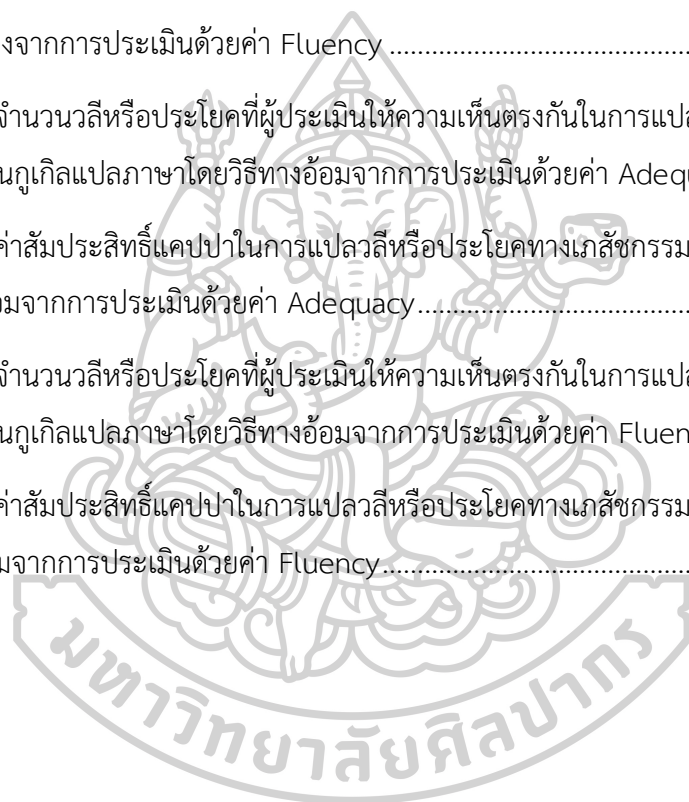 งจากการประเมินด้วยค่า Fluency ............................................
จำนวนวลีหรือประโยคที่ผู้ประเมินให้ความเห็นตรงกันในการแปล
นกูเกิลแปลภาษาโดยวิธีทางอ้อมจากการประเมินด้วยค่า Adequ
ค่าสัมประสิทธิ์แคปปาในการแปลวลีหรือประโยคทางเภสัชกรรม
อมจากการประเมินด้วยค่า Adequacy ........................................
จำนวนวลีหรือประโยคที่ผู้ประเมินให้ความเห็นตรงกันในการแปล
นกูเกิลแปลภาษาโดยวิธีทางอ้อมจากการประเมินด้วยค่า Fluen
ค่าสัมประสิทธิ์แคปปาในการแปลวลีหรือประโยคทางเภสัชกรรม
มจากการประเมินด้วยค่า Fluency .............................................
มหาวิทยาลัยศิลปากร